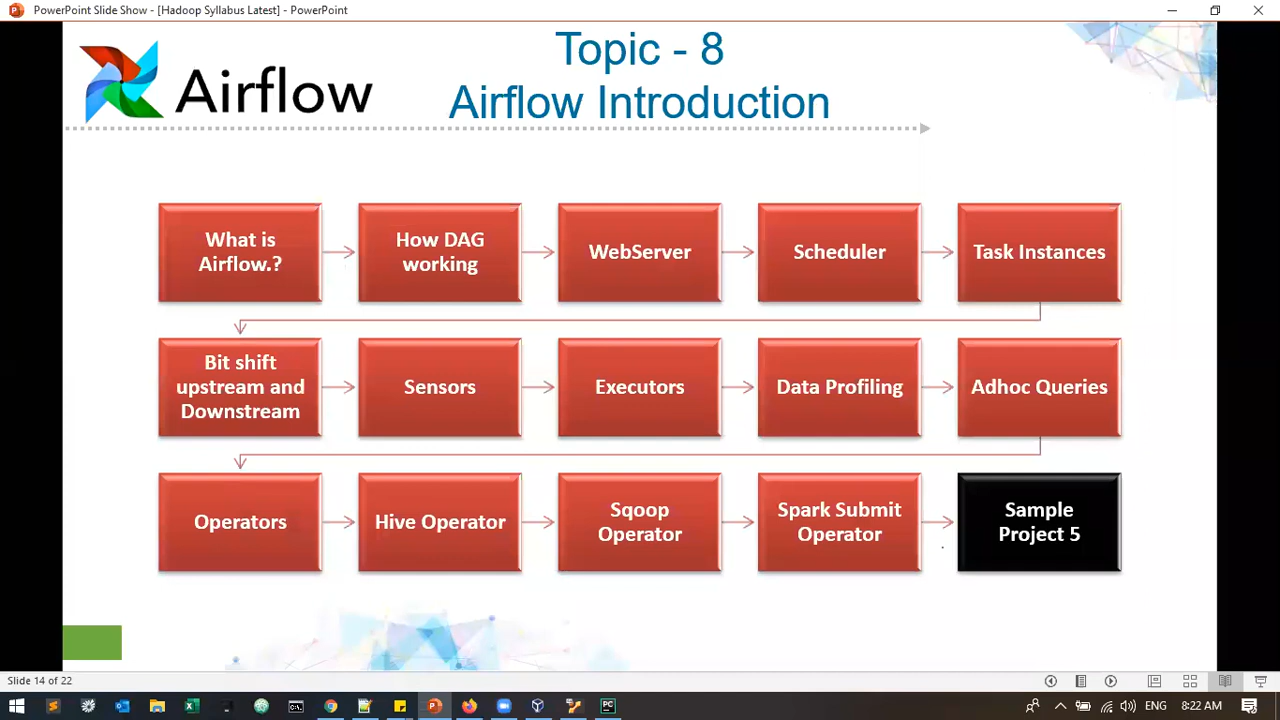 PowerPoint Slide Show - [Hadoop Syllabus Latest] - PowerPoint
Airflow
Topic - 8
Airflow Introduction
What is
Airflow.?
How DAG
working
WebServer
Scheduler
Task Instances
Bit shift
upstream and
Downstream
Sensors
Executors
Data Profiling
Adhoc Queries
Operators
Hive Operator
Sqoop
Operator
Spark Submit
Operator
Sample
Project 5
Slide 14 of 22
ENG
8:22 AM